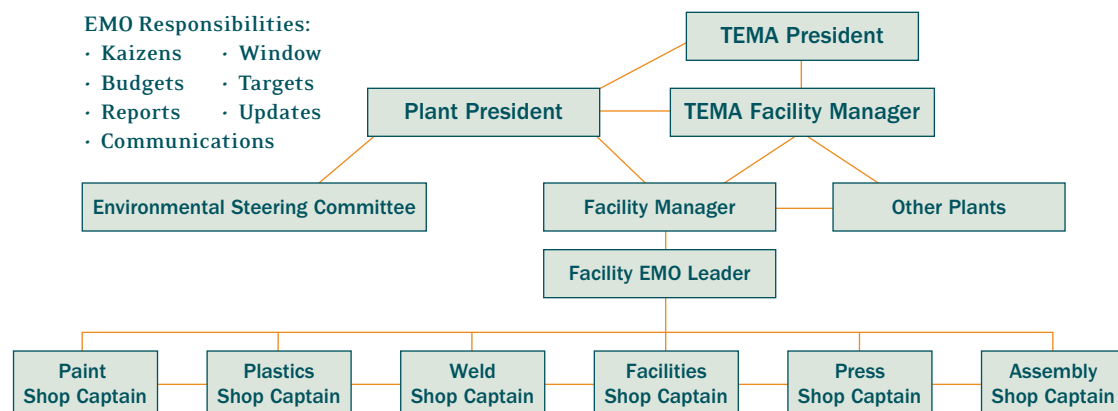 EMO Responsibilities:
· Kaizens · Window
· Budgets · Targets
· Reports · Updates
· Communications
TEMA President
Plant President
TEMA Facility Manager
Environmental Steering Committee
Facility Manager
Other Plants
Facility EMO Leader
Paint
Shop Captain
Plastics
Shop Captain
Weld
Shop Captain
Facilities
Shop Captain
Press
Shop Captain
Assembly
Shop Captain